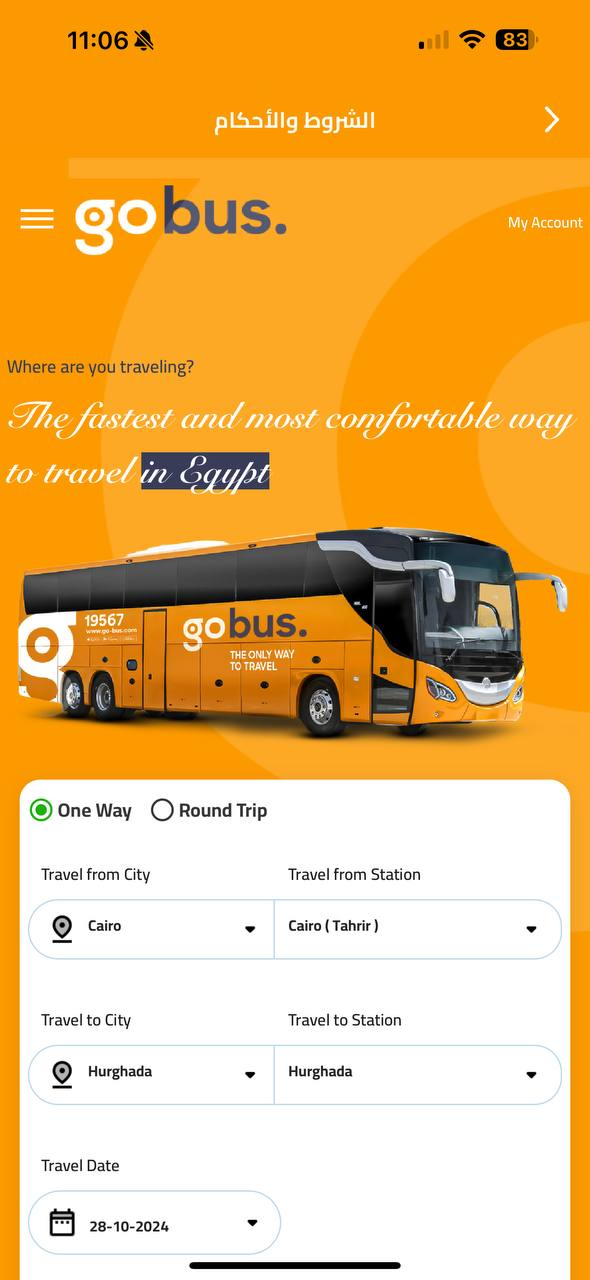 11:06
83
الشروط والأحكام
gobus.
My Account
Where are you traveling?
The fastest and most comfortable way
to travel in Egypt
19567
www.go-bus.com
gobus.
THE ONLY WAY
TO TRAVEL
One Way
Round Trip
Travel from City
Travel from Station
Cairo
Cairo ( Tahrir )
Travel to City
Travel to Station
Hurghada
Hurghada
Travel Date
28-10-2024